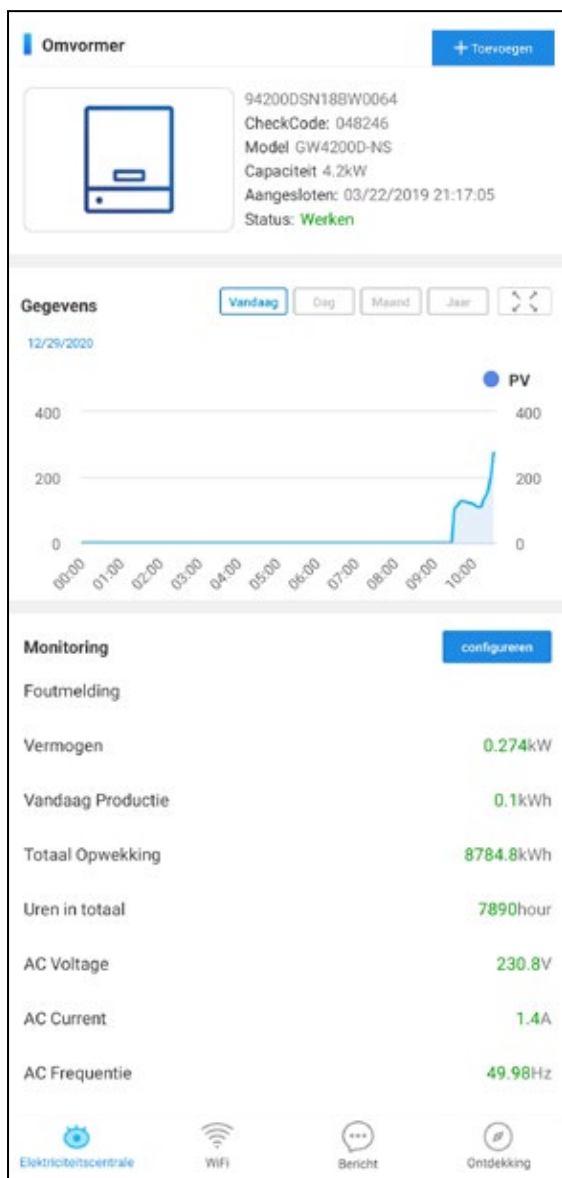 Omvormer
+ Toevoegen
94200DSN18BW0064
CheckCode: 048246
Model GW4200D-NS
Capaciteit 4.2kW
Aangesloten: 03/22/2019 21:17:05
Status: Werken
Gegevens
Vandaag Dag Maand Jaar
12/29/2020
PV
400 400
200 200
0 0
00:00 01:00 02:00 03:00 04:00 05:00 06:00 07:00 08:00 09:00 10:00
Monitoring configureren
Foutmelding
Vermogen 0.274kW
Vandaag Productie 0.1kWh
Totaal Opwekking 8784.8kWh
Uren in totaal 7890hour
AC Voltage 230.8V
AC Current 1.4A
AC Frequentie 49.98Hz
Elektriciteitscentrale WiFi Bericht Ontdekking